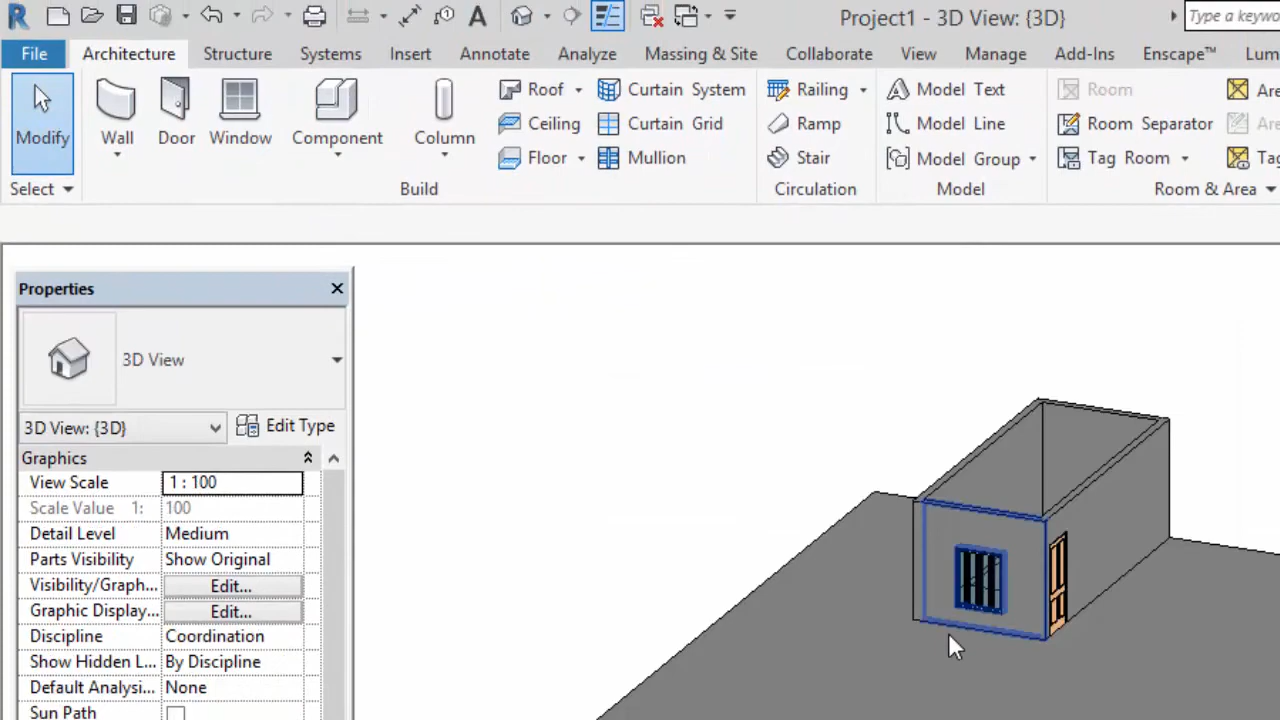 Project1 - 3D View: {3D}
Type a keywo
File Architecture Structure Systems Insert Annotate Analyze Massing & Site Collaborate View Manage Add-Ins Enscape™ Lum
Modify Wall Door Window Component Column
Roof Curtain System Railing Model Text Room Are
Ceiling Curtain Grid Ramp Model Line Room Separator Are
Floor Mullion Stair Model Group Tag Room Tag
Select Build Circulation Model Room & Area
Properties
3D View
3D View: {3D} Edit Type
Graphics
View Scale 1 : 100
Scale Value 1: 100
Detail Level Medium
Parts Visibility Show Original
Visibility/Graph... Edit...
Graphic Display... Edit...
Discipline Coordination
Show Hidden L... By Discipline
Default Analysi... None
Sun Path